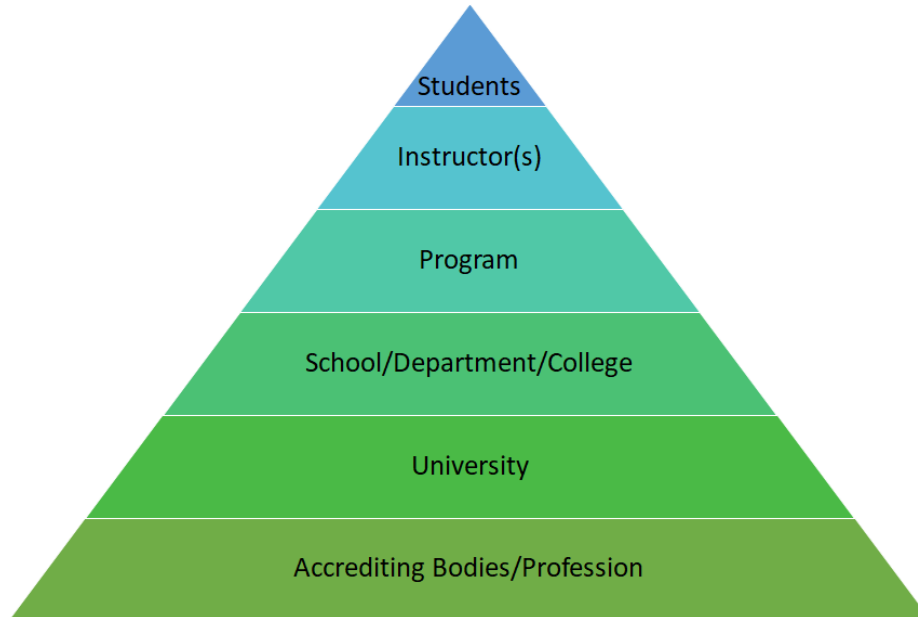 Students
Instructor(s)
Program
School/Department/College
University
Accrediting Bodies/Profession